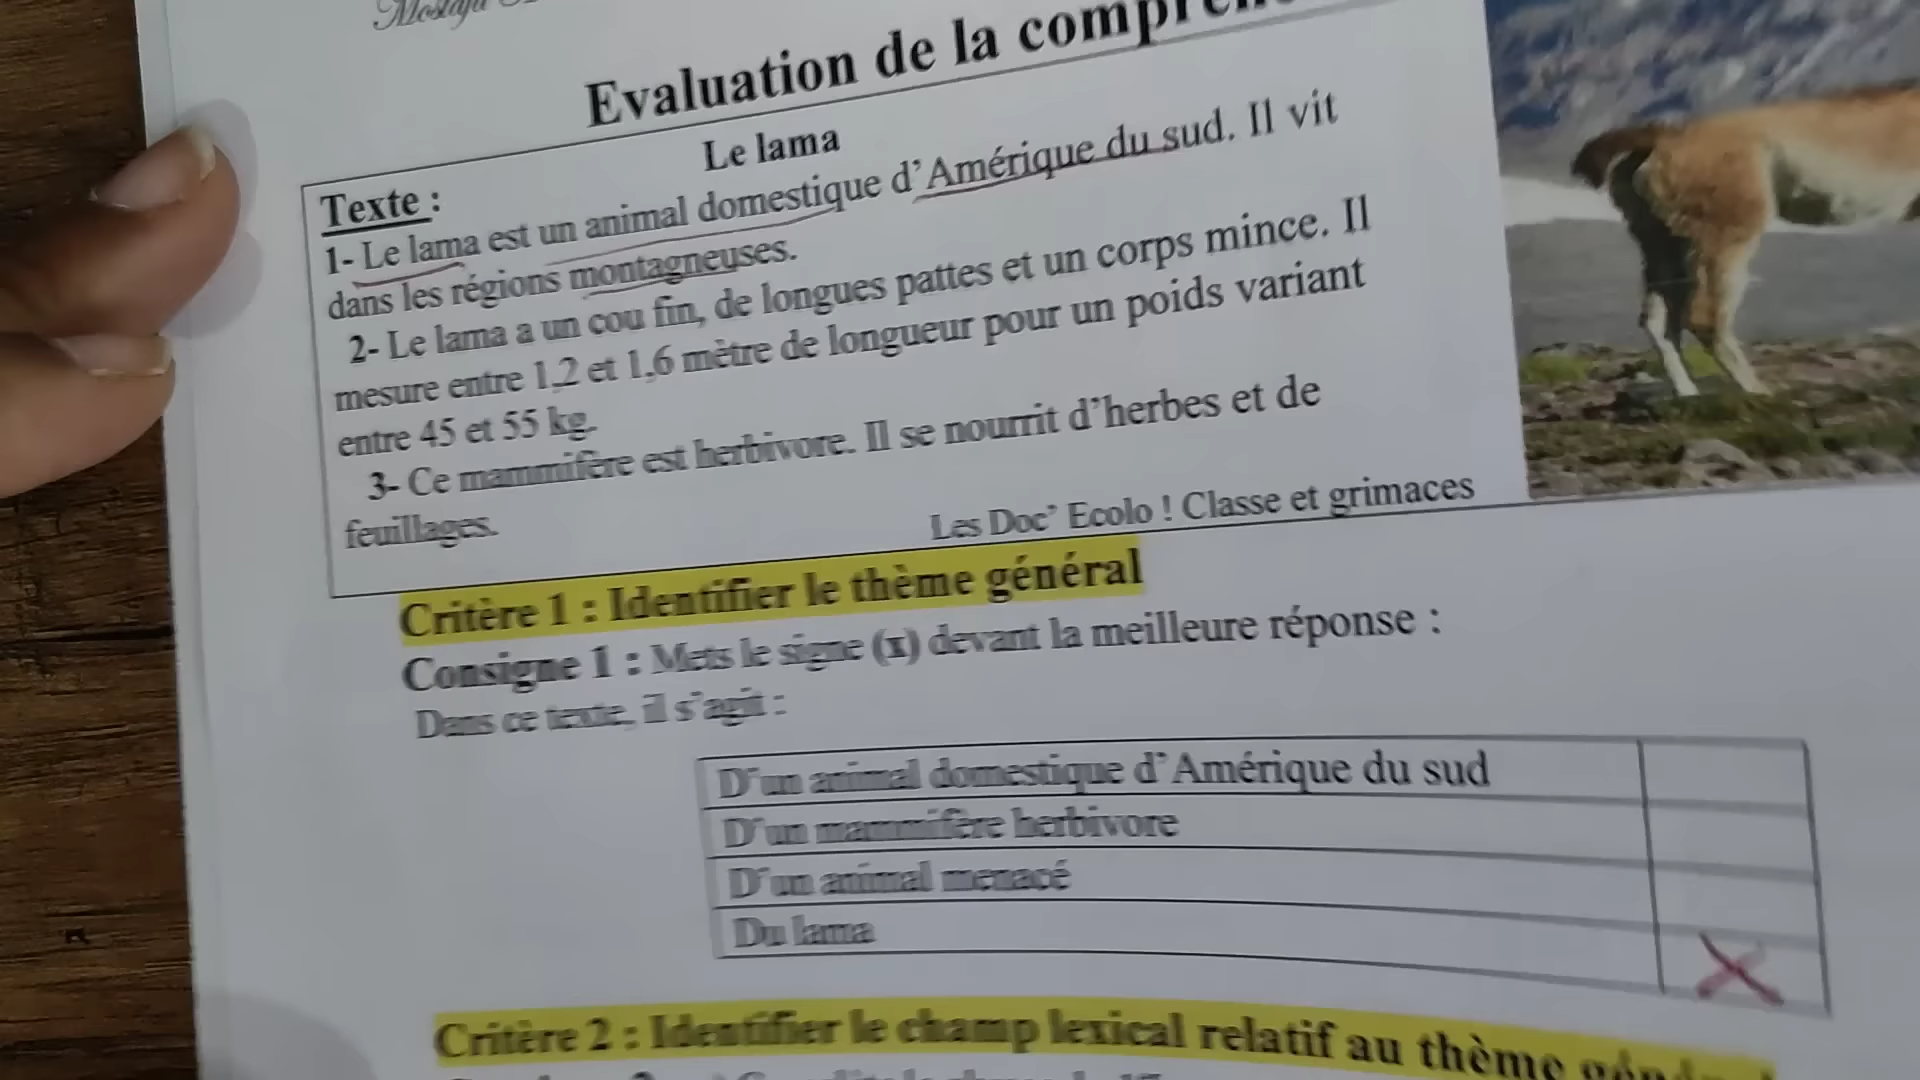 Evaluation de la
Le lama
Texte :
1- Le lama est un animal domestique d'Amérique du sud. Il vit
dans les régions montagneuses.
2- Le lama a un cou fin, de longues pattes et un corps mince. Il
mesure entre 1,2 et 1,6 mètre de longueur pour un poids variant
entre 45 et 55 kg.
3- Ce mammifère est herbivore. Il se nourrit d'herbes et de
feuillages.
Les Doc' Ecolo ! Classe et grimaces
Critère 1 : Identifier le thème général
Consigne 1 : Mets le signe (x) devant la meilleure réponse :
Dans ce texte, il s'agit :
D'un animal domestique d'Amérique du sud
D'un mammifère herbivore
D'un animal menacé
Du lama X
Critère 2 : Identifier le champ lexical relatif au thème